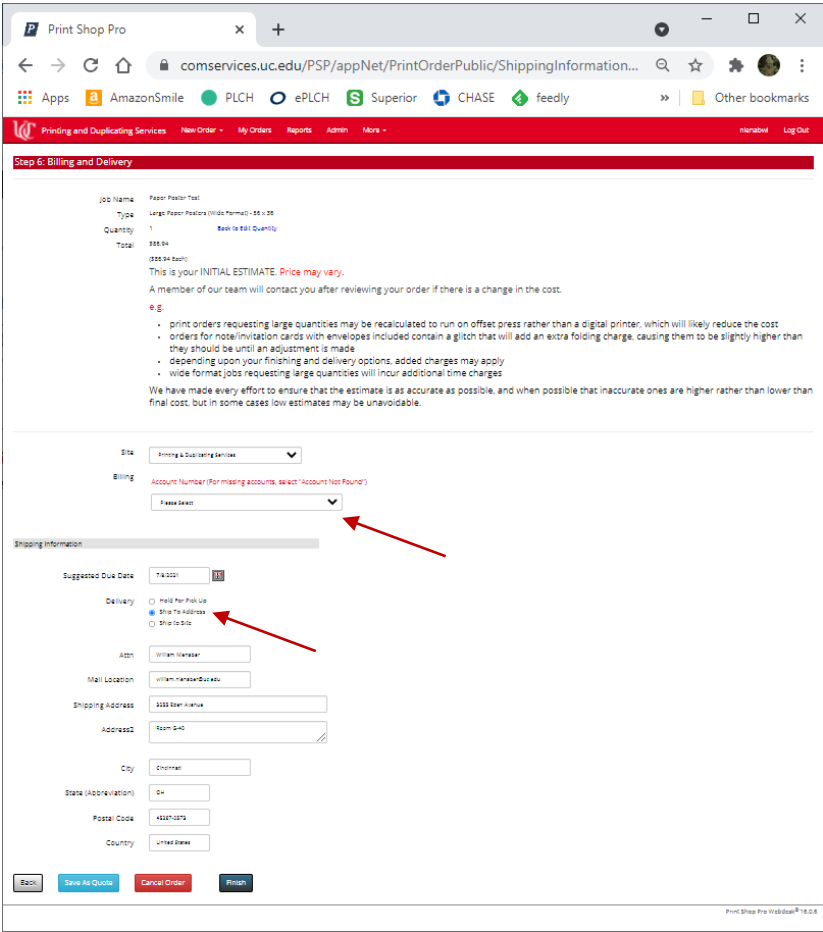 Print Shop Pro
comservices.uc.edu/PSP/appNet/PrintOrderPublic/ShippingInformation...
Apps AmazonSmile PLCH ePLCH Superior CHASE feedly » Other bookmarks
Printing and Duplicating Services New Order My Orders Reports Admin More nienabwl Log Out
Step 6: Billing and Delivery
Job Name Paper Poster Test
Type Large Paper Posters (Wide Format) - 36 x 36
Quantity 1 Back to Edit Quantity
Total
This is your INITIAL ESTIMATE. Price may vary.
A member of our team will contact you after reviewing your order if there is a change in the cost.
e.g.
print orders requesting large quantities may be recalculated to run on offset press rather than a digital printer, which will likely reduce the cost
orders for note/invitation cards with envelopes included contain a glitch that will add an extra folding charge, causing them to be slightly higher than
they should be until an adjustment is made
depending upon your finishing and delivery options, added charges may apply
wide format jobs requesting large quantities will incur additional time charges
We have made every effort to ensure that the estimate is as accurate as possible, and when possible that inaccurate ones are higher rather than lower than
final cost, but in some cases low estimates may be unavoidable.
Site Printing & Duplicating Services
Billing Account Number (For missing accounts, select "Account Not Found")
Please Select
Shipping Information
Suggested Due Date
Delivery Hold For Pick Up
Ship To Address
Ship to Site
Attn William
Mail Location
Shipping Address Eden Avenue
Address2 Room
City Cincinnati
State (Abbreviation) OH
Postal Code
Country United States
Back Save As Quote Cancel Order Finish
Print Shop Pro Webdesk®